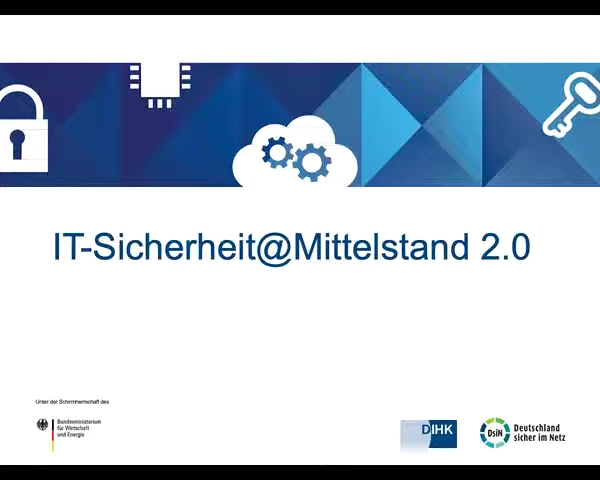 IT-Sicherheit@Mittelstand 2.0
Unter der Schirmherrschaft des
Bundesministerium
für Wirtschaft
und Energie
DIHK
DsiN
Deutschland
sicher im Netz